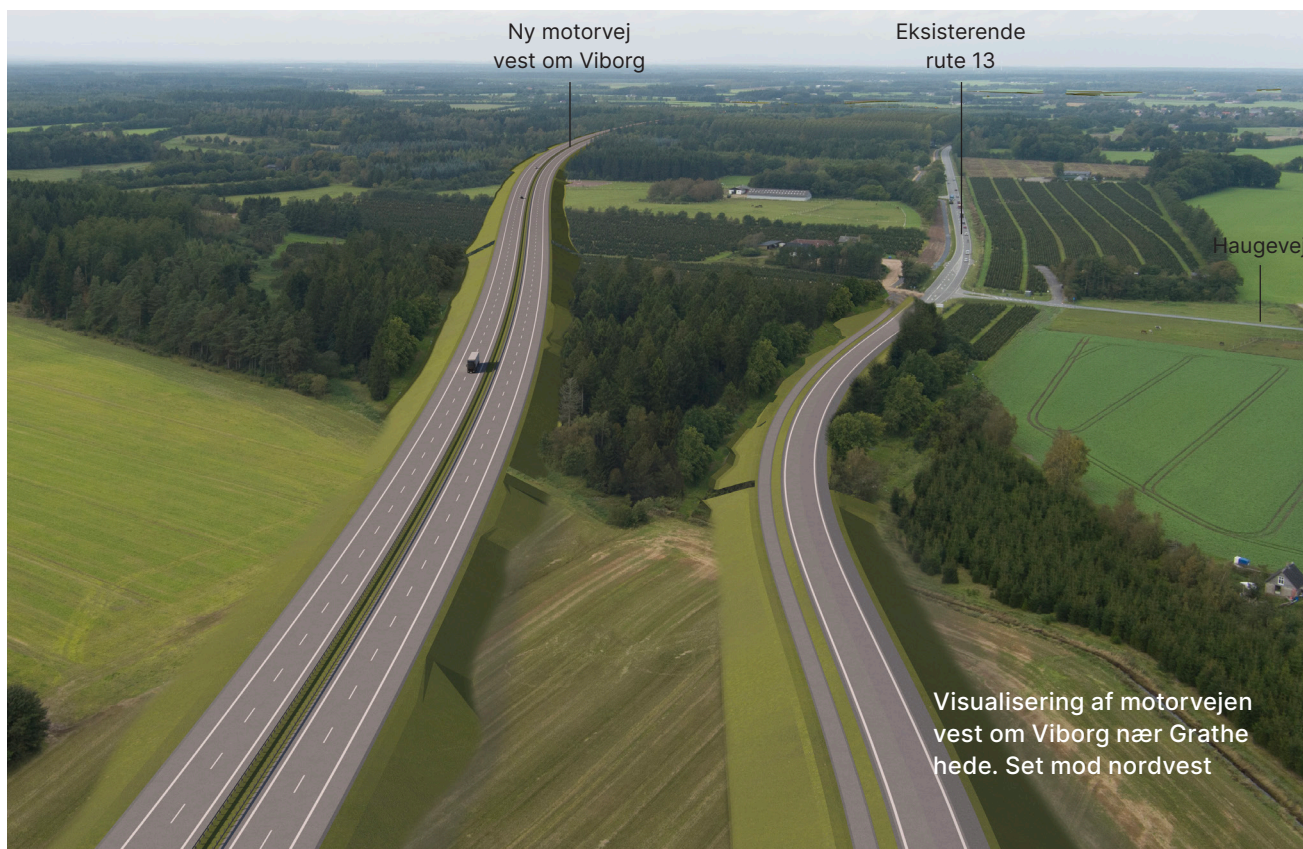 Ny motorvej
vest om Viborg
Eksisterende
rute 13
Haugevej
Visualisering af motorvejen
vest om Viborg nær Grathe
hede. Set mod nordvest